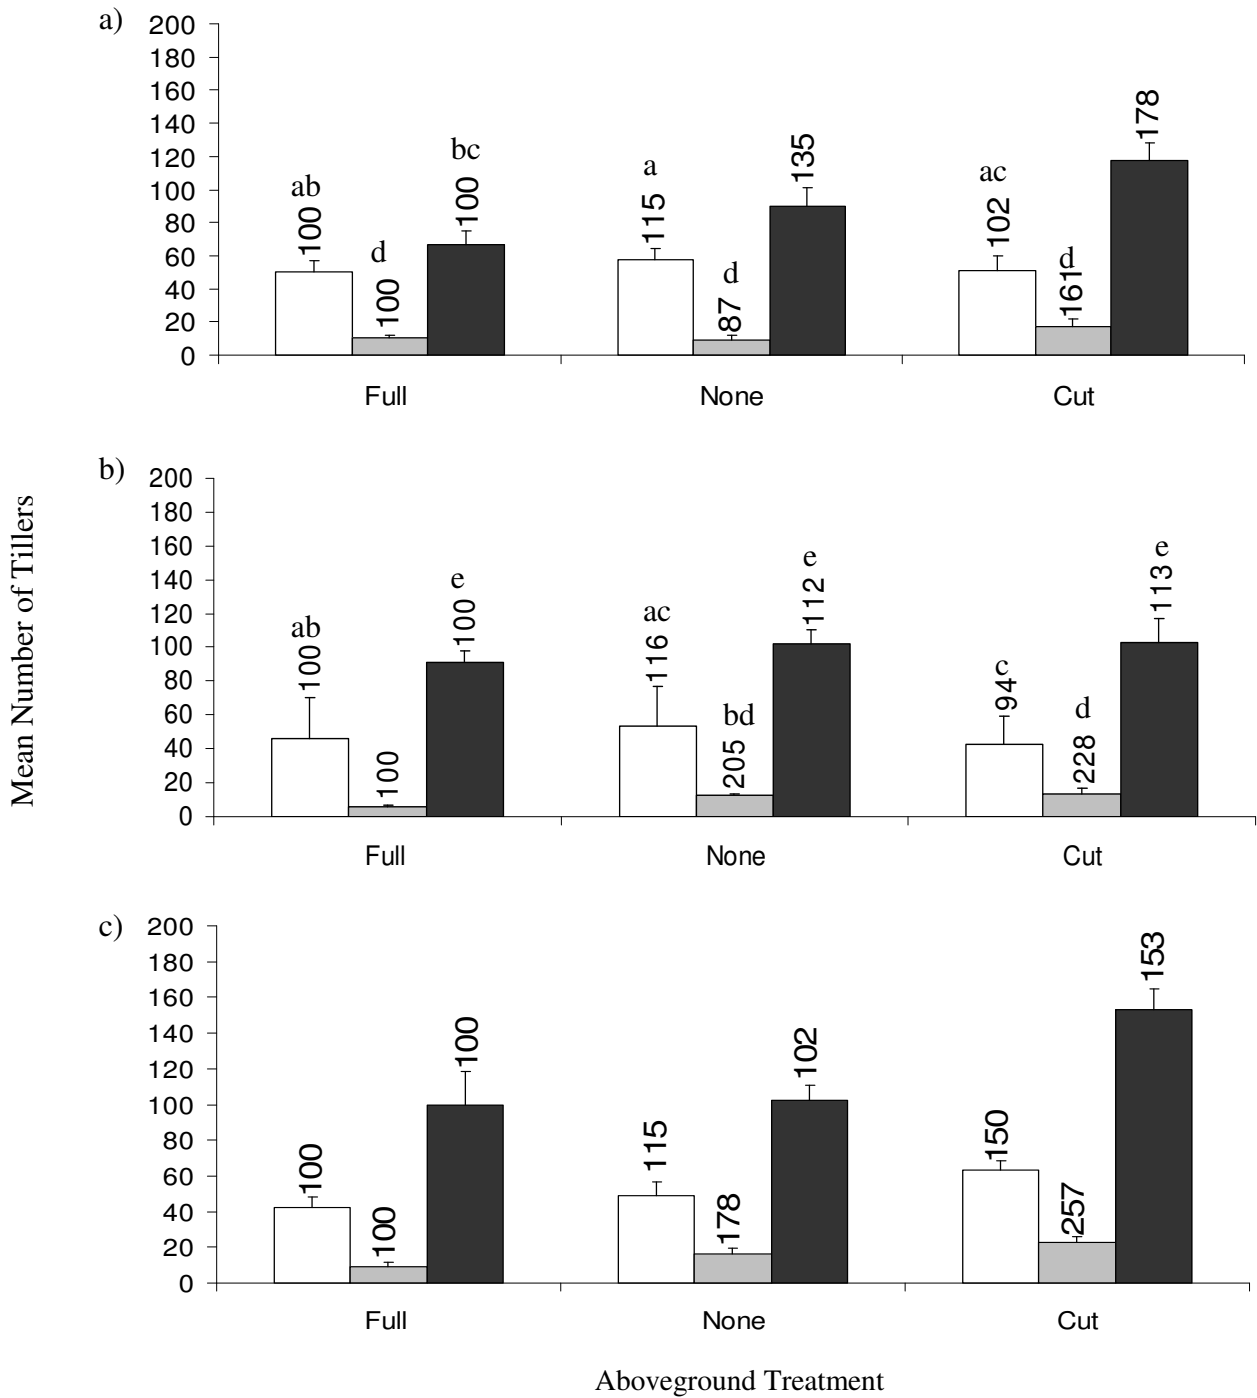 a)
200
180
160
140
120
100
80
60
40
20
0
ab
100
d
100
bc
100
a
115
d
87
135
ac
102
d
161
178
Full None Cut
Mean Number of Tillers
b)
200
180
160
140
120
100
80
60
40
20
0
ab
100
100
e
100
ac
116
bd
205
e
112
c
94
d
228
e
113
Full None Cut
c)
200
180
160
140
120
100
80
60
40
20
0
100
100
100
115
178
102
150
257
153
Full None Cut
Aboveground Treatment